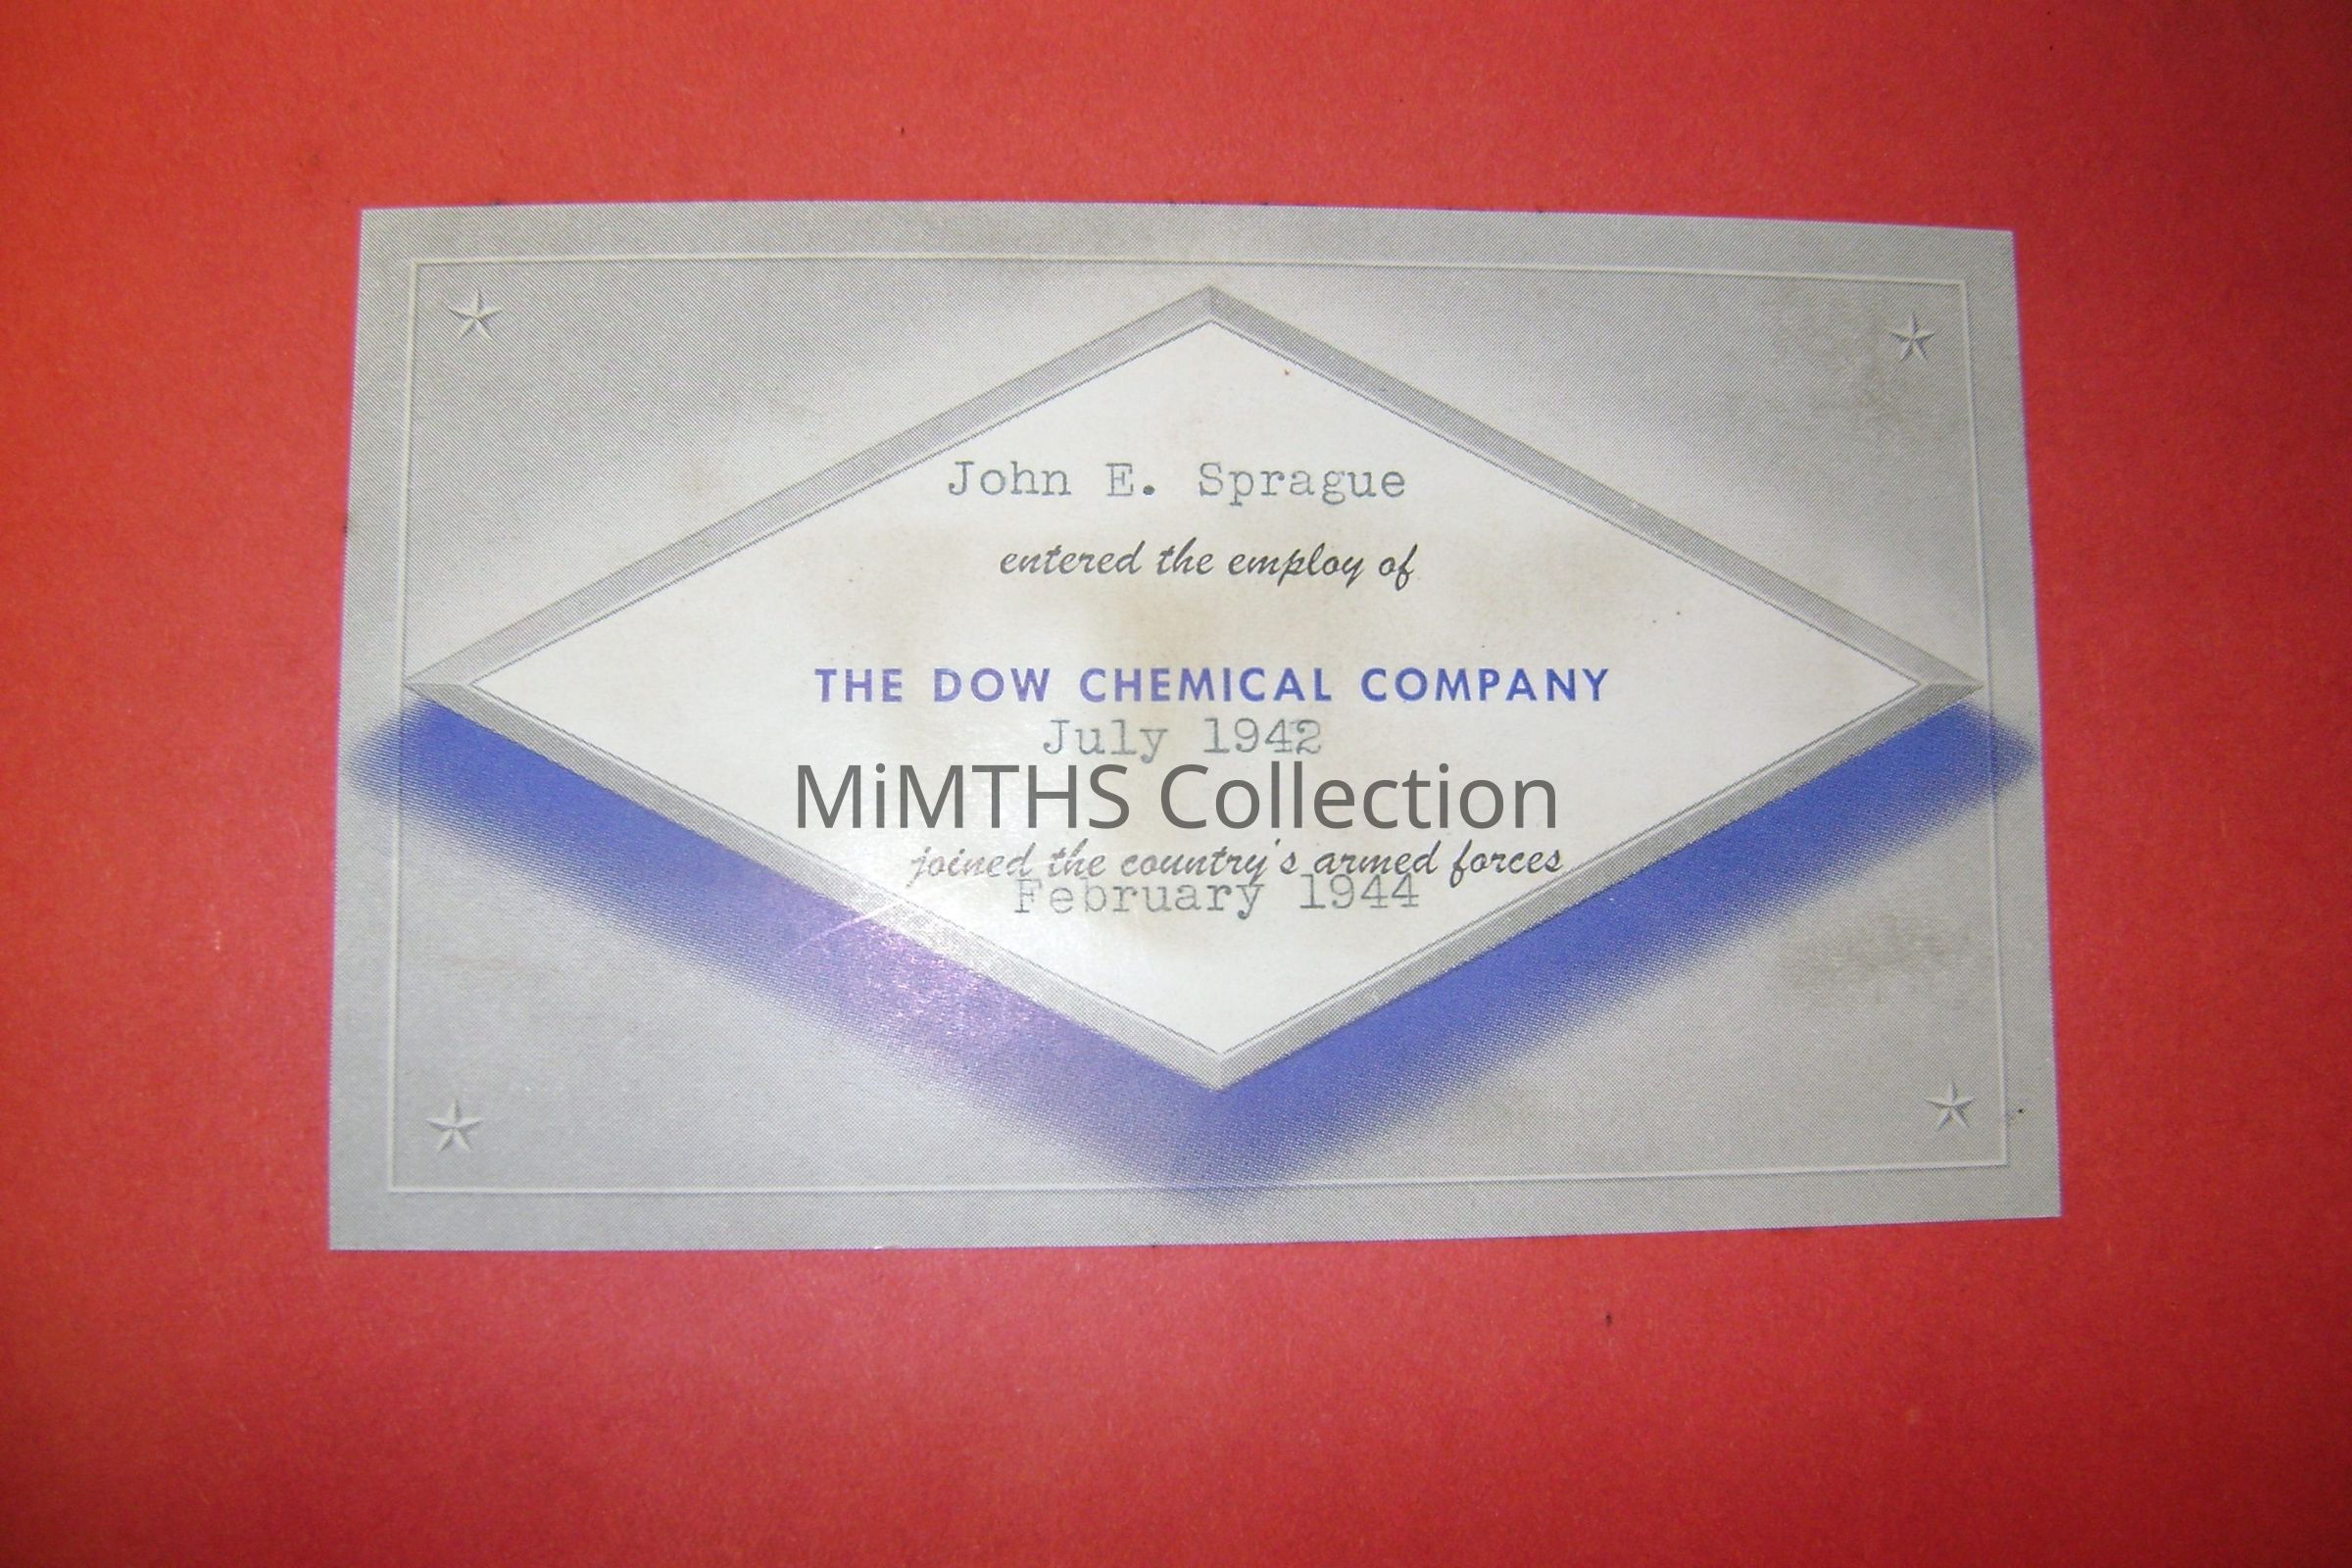 John E. Sprague
entered the employ of
THE DOW CHEMICAL COMPANY
July 1942
MiMTHS Collection
joined the country's armed forces
February 1944